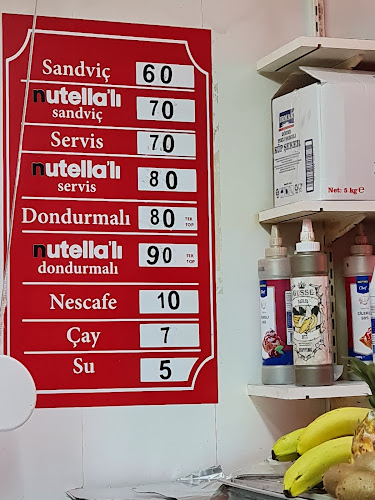 Sandviç 60
nutella'lı 70
sandviç
Servis 70
nutella'lı 80
servis
Dondurmalı 80 TEK
TOP
nutella'lı 90 TEK
dondurmalı TOP
Nescafe 10
Çay 7
Su 5
KÜP ŞEKER
Net: 5 kg e
Chef